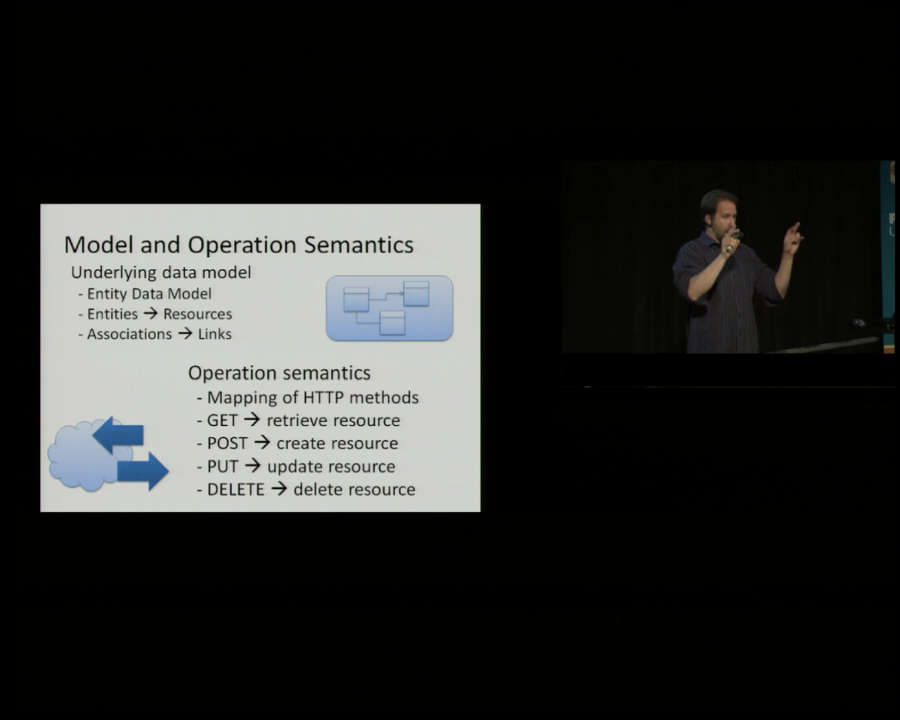 Model and Operation Semantics
Underlying data model
- Entity Data Model
- Entities → Resources
- Associations → Links
Operation semantics
- Mapping of HTTP methods
- GET → retrieve resource
- POST → create resource
- PUT → update resource
- DELETE → delete resource